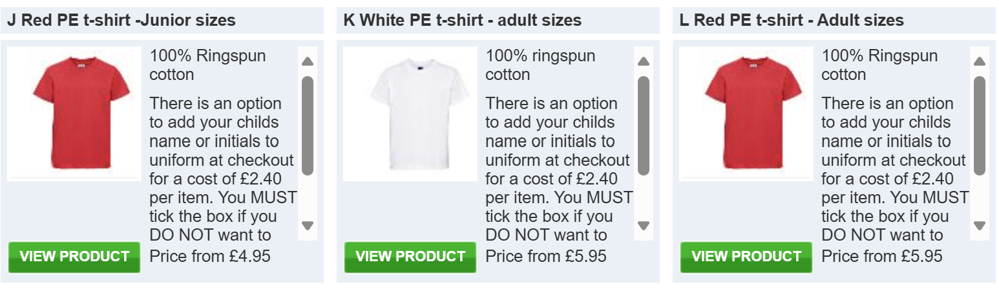 J Red PE t-shirt -Junior sizes
100% Ringspun
cotton
There is an option
to add your childs
name or initials to
uniform at checkout
for a cost of £2.40
per item. You MUST
tick the box if you
DO NOT want to
VIEW PRODUCT
Price from £4.95
K White PE t-shirt - adult sizes
100% ringspun
cotton
There is an option
to add your childs
name or initials to
uniform at checkout
for a cost of £2.40
per item. You MUST
tick the box if you
DO NOT want to
VIEW PRODUCT
Price from £5.95
L Red PE t-shirt - Adult sizes
100% Ringspun
cotton
There is an option
to add your childs
name or initials to
uniform at checkout
for a cost of £2.40
per item. You MUST
tick the box if you
DO NOT want to
VIEW PRODUCT
Price from £5.95